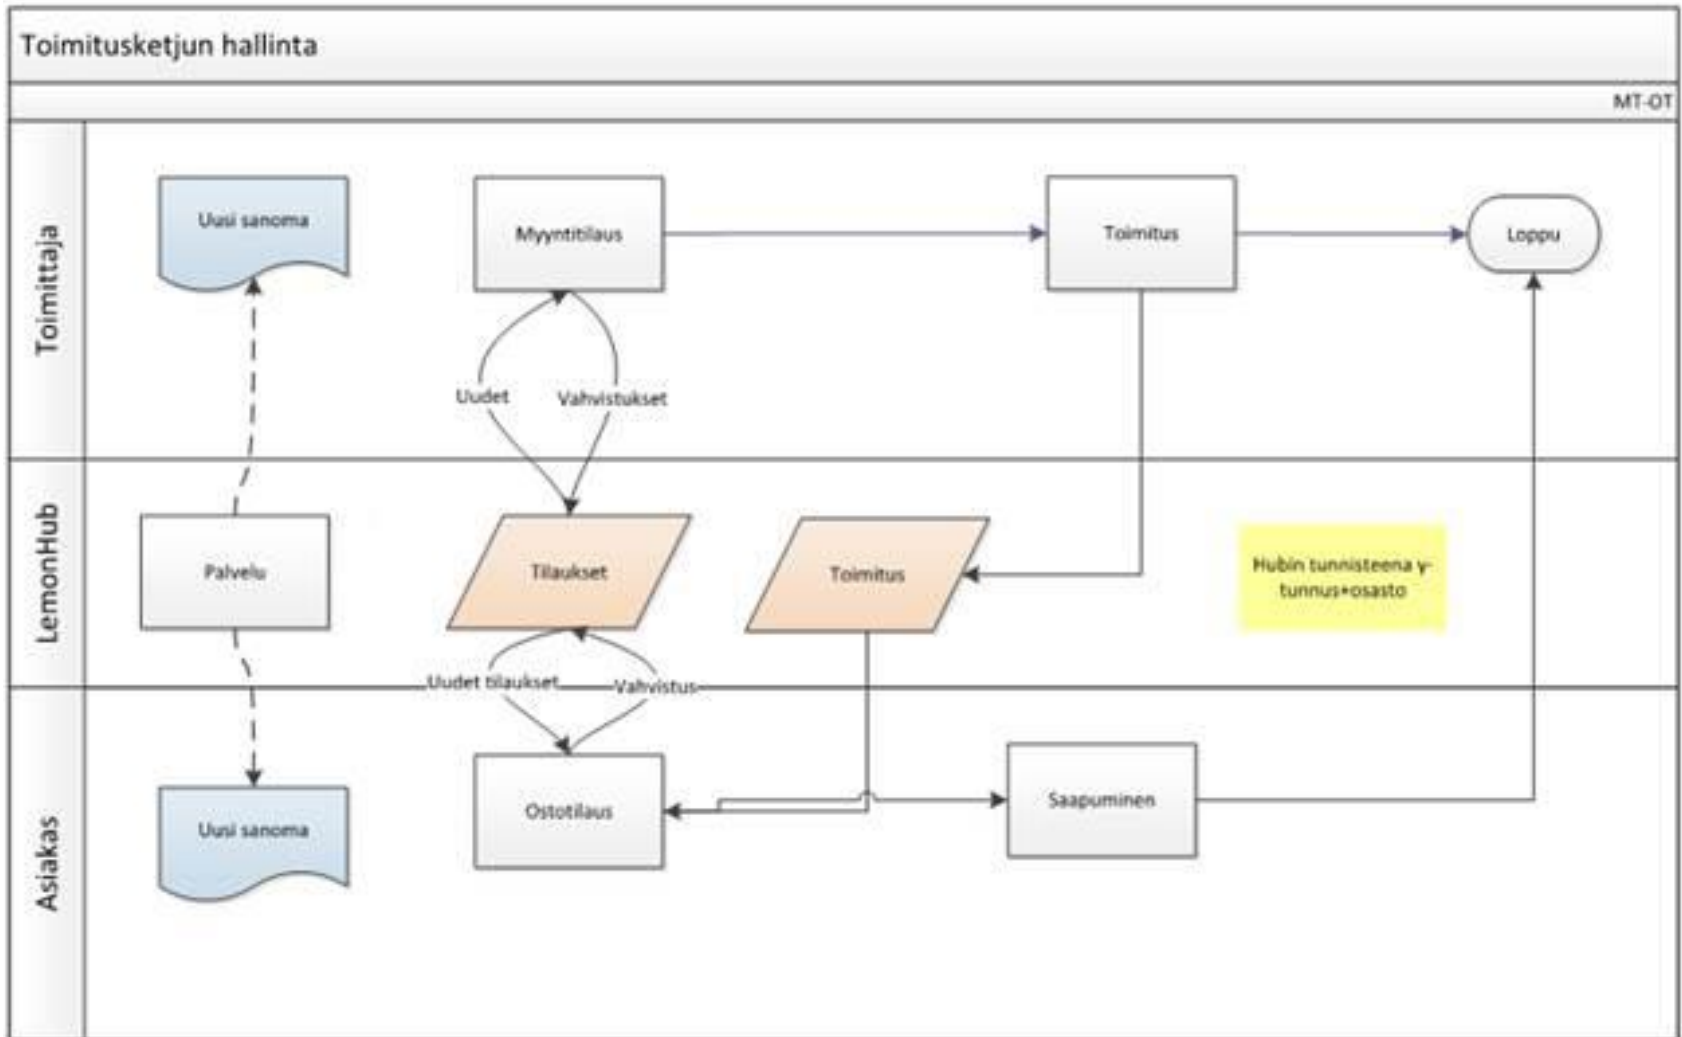 Toimitusketjun hallinta
MT-OT
Toimittaja
Uusi sanoma
Myyntitilaus
Toimitus
Loppu
Uudet
Vahvistukset
LemonHub
Palvelu
Tilaukset
Toimitus
Hubin tunnisteena y-
tunnus+osasto
Uudet tilaukset
Vahvistus
Asiakas
Uusi sanoma
Ostotilaus
Saapuminen